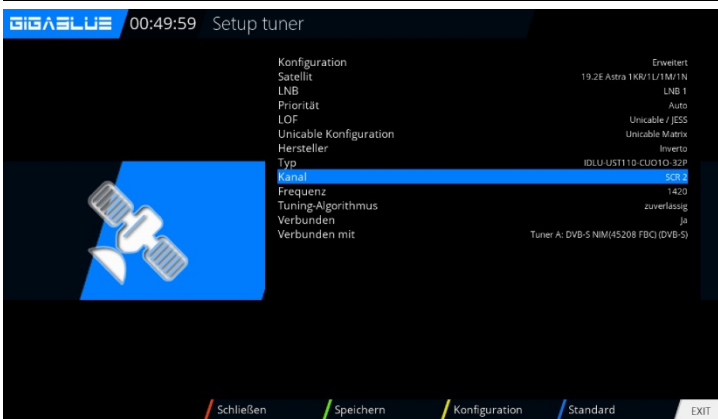 GIGABLUE 00:49:59 Setup tuner
Konfiguration Erweitert
Satellit 19.2E Astra 1KR/1L/1M/1N
LNB LNB 1
Priorität Auto
LOF Unicable / JESS
Unicable Konfiguration Unicable Matrix
Hersteller Inverto
Typ IDLU-UST110-CUO1O-32P
Kanal SCR 2
Frequenz 1420
Tuning-Algorithmus zuverlässig
Verbunden Ja
Verbunden mit Tuner A: DVB-S NIM(45208 FBC) (DVB-S)
Schließen Speichern Konfiguration Standard EXIT